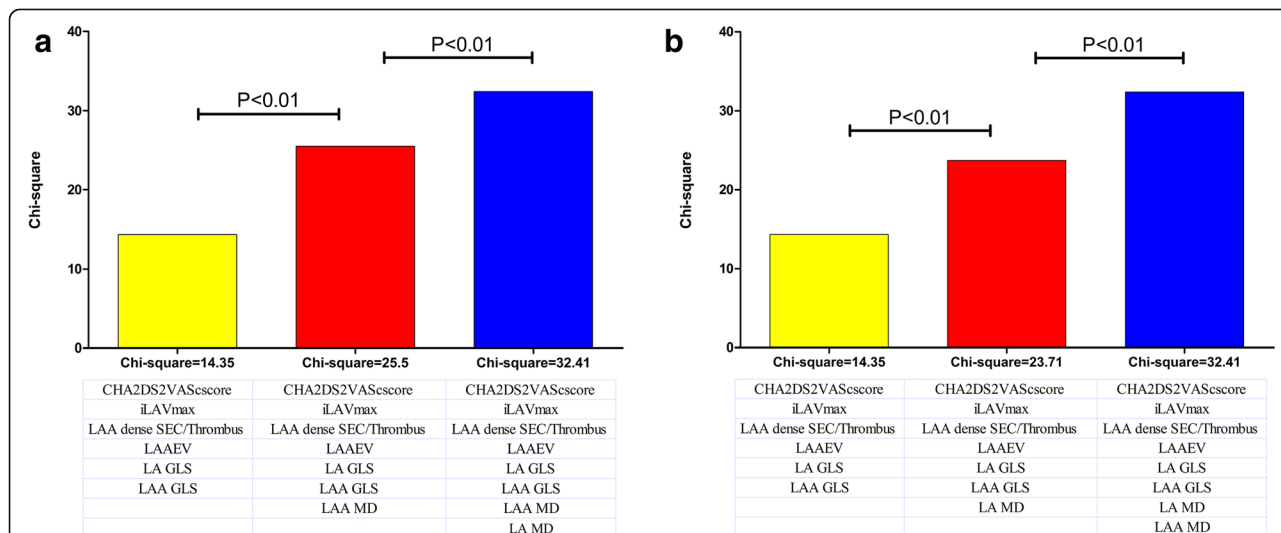 a
40
30
20
10
0
Chi-square
P<0.01
P<0.01
Chi-square=14.35 Chi-square=25.5 Chi-square=32.41
CHA2DS2VAScscore CHA2DS2VAScscore CHA2DS2VAScscore
iLAVmax iLAVmax iLAVmax
LAA dense SEC/Thrombus LAA dense SEC/Thrombus LAA dense SEC/Thrombus
LAAEV LAAEV LAAEV
LA GLS LA GLS LA GLS
LAA GLS LAA GLS LAA GLS
LAA MD LAA MD
LA MD
b
40
30
20
10
0
Chi-square
P<0.01
P<0.01
Chi-square=14.35 Chi-square=23.71 Chi-square=32.41
CHA2DS2VAScscore CHA2DS2VAScscore CHA2DS2VAScscore
iLAVmax iLAVmax iLAVmax
LAA dense SEC/Thrombus LAA dense SEC/Thrombus LAA dense SEC/Thrombus
LAAEV LAAEV LAAEV
LA GLS LA GLS LA GLS
LAA GLS LAA GLS LAA GLS
LA MD LA MD
LAA MD